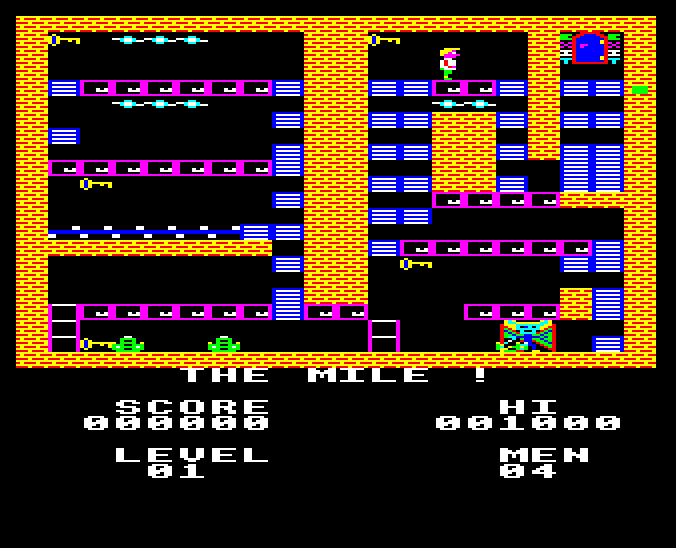 THE MILE !
SCORE HI
000000 001000
LEVEL MEN
01 04